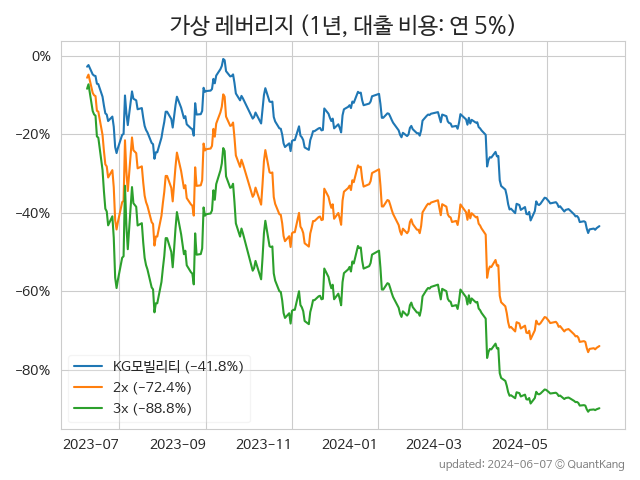 가상 레버리지 (1년, 대출 비용: 연 5%)
0%
−20%
−40%
−60%
−80%
KG모빌리티 (−41.8%)
2x (−72.4%)
3x (−88.8%)
2023-07 2023-09 2023-11 2024-01 2024-03 2024-05
updated: 2024-06-07 © QuantKang